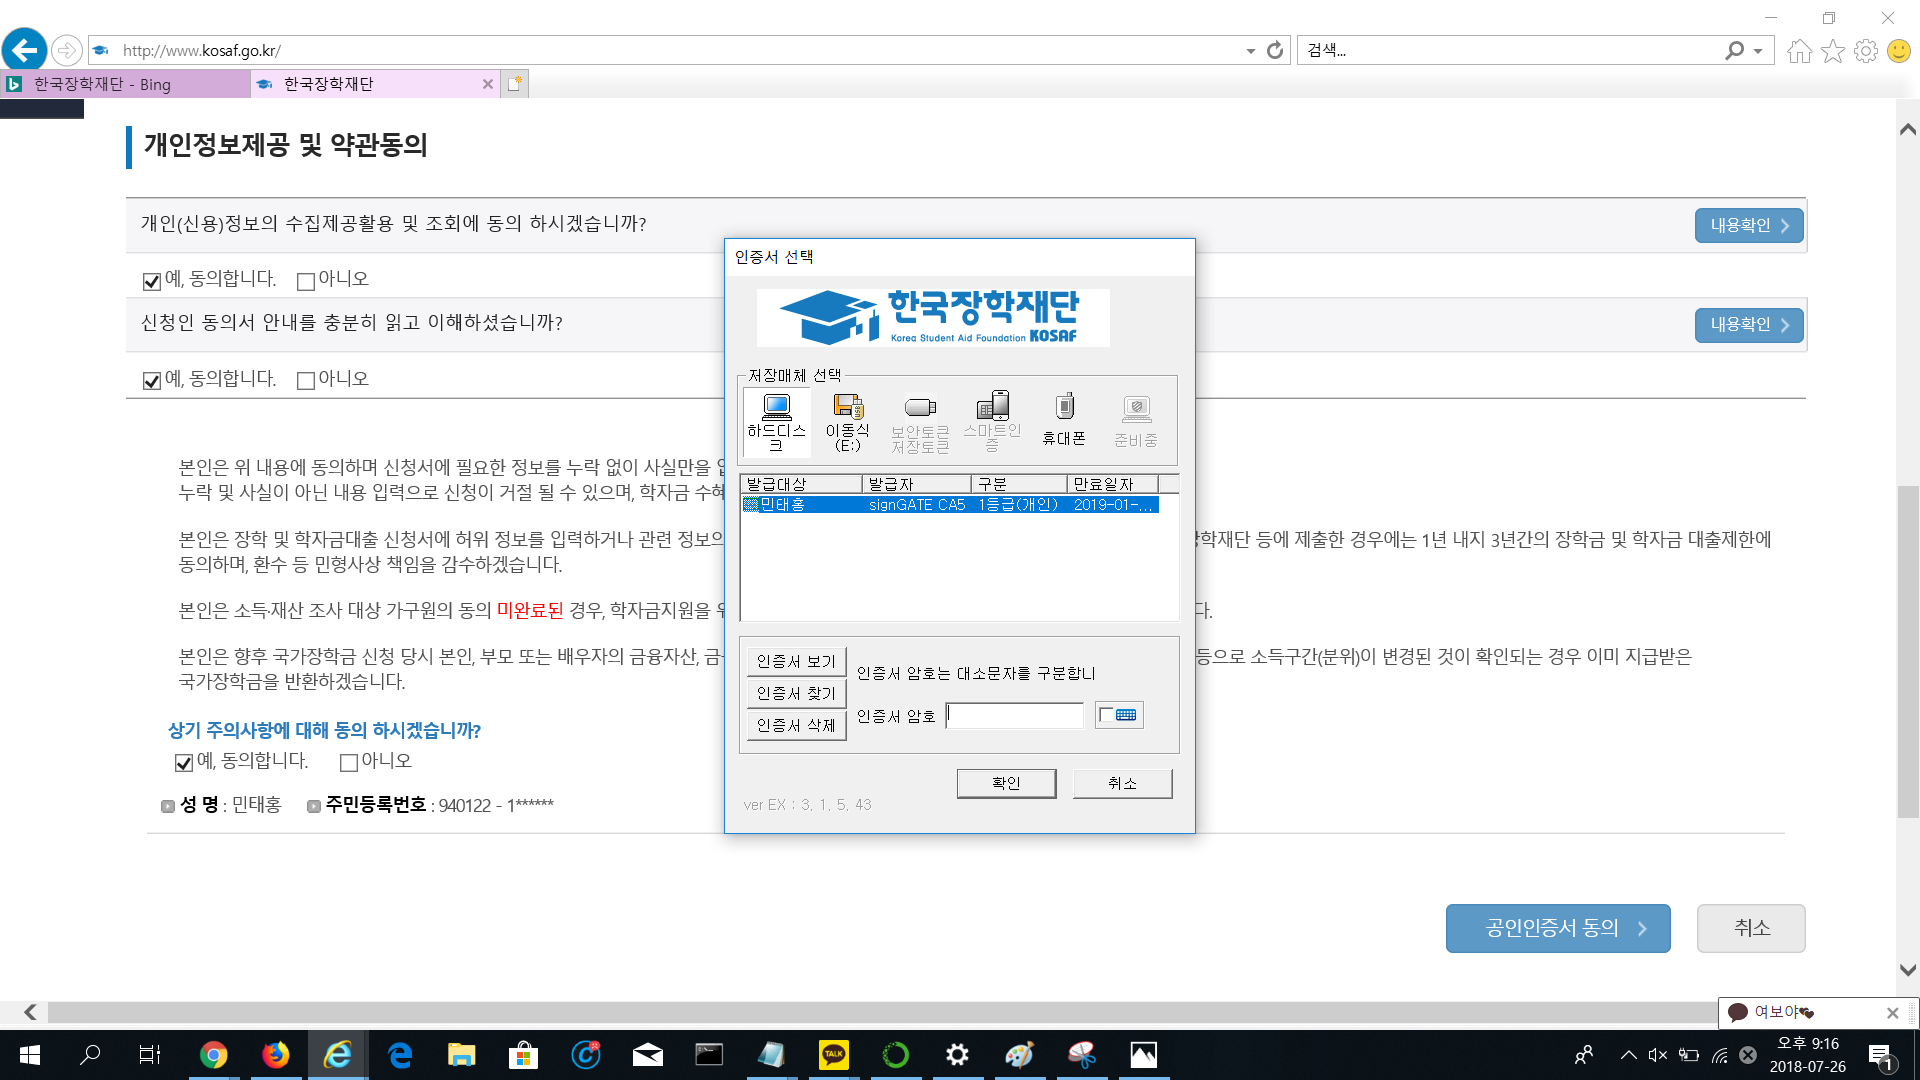 http://www.kosaf.go.kr/
검색...
한국장학재단 - Bing
한국장학재단
개인정보제공 및 약관동의
개인(신용)정보의 수집제공활용 및 조회에 동의 하시겠습니까?
내용확인
예, 동의합니다.
아니오
신청인 동의서 안내를 충분히 읽고 이해하셨습니까?
내용확인
예, 동의합니다.
아니오
본인은 위 내용에 동의하며 신청서에 필요한 정보를 누락 없이 사실만을
누락 및 사실이 아닌 내용 입력으로 신청이 거절 될 수 있으며, 학자금
본인은 장학 및 학자금대출 신청서에 허위 정보를 입력하거나 관련 등에 제출한 경우에는 1년 내지 3년간의 장학금 및 학자금 대출제한에
동의하며, 환수 등 민형사상 책임을 감수하겠습니다.
본인은 소득·재산 조사 대상 가구원의 동의 미완료된 경우, 학자금지원을
본인은 향후 국가장학금 신청 당시 본인, 부모 또는 배우자의 금융자산, 등으로 소득구간(분위)이 변경된 것이 확인되는 경우 이미 지급받은
국가장학금을 반환하겠습니다.
상기 주의사항에 대해 동의 하시겠습니까?
예, 동의합니다.
아니오
성 명 : 민태홍
주민등록번호 : 940122 - 1******
공인인증서 동의
취소
인증서 선택
한국장학재단
Korea Student Aid Foundation KOSAF
저장매체 선택
하드디스
크
이동식
(E:)
보안토큰
저장토큰
스마트인
증
휴대폰
준비중
발급대상 발급자 구분 만료일자
민태홍 signGATE CA5 1등급(개인) 2019-01-...
인증서 보기
인증서 찾기
인증서 삭제
인증서 암호는 대소문자를 구분합니
인증서 암호
확인
취소
ver EX : 3, 1, 5, 43
여보야
TALK
오후 9:16
2018-07-26
1